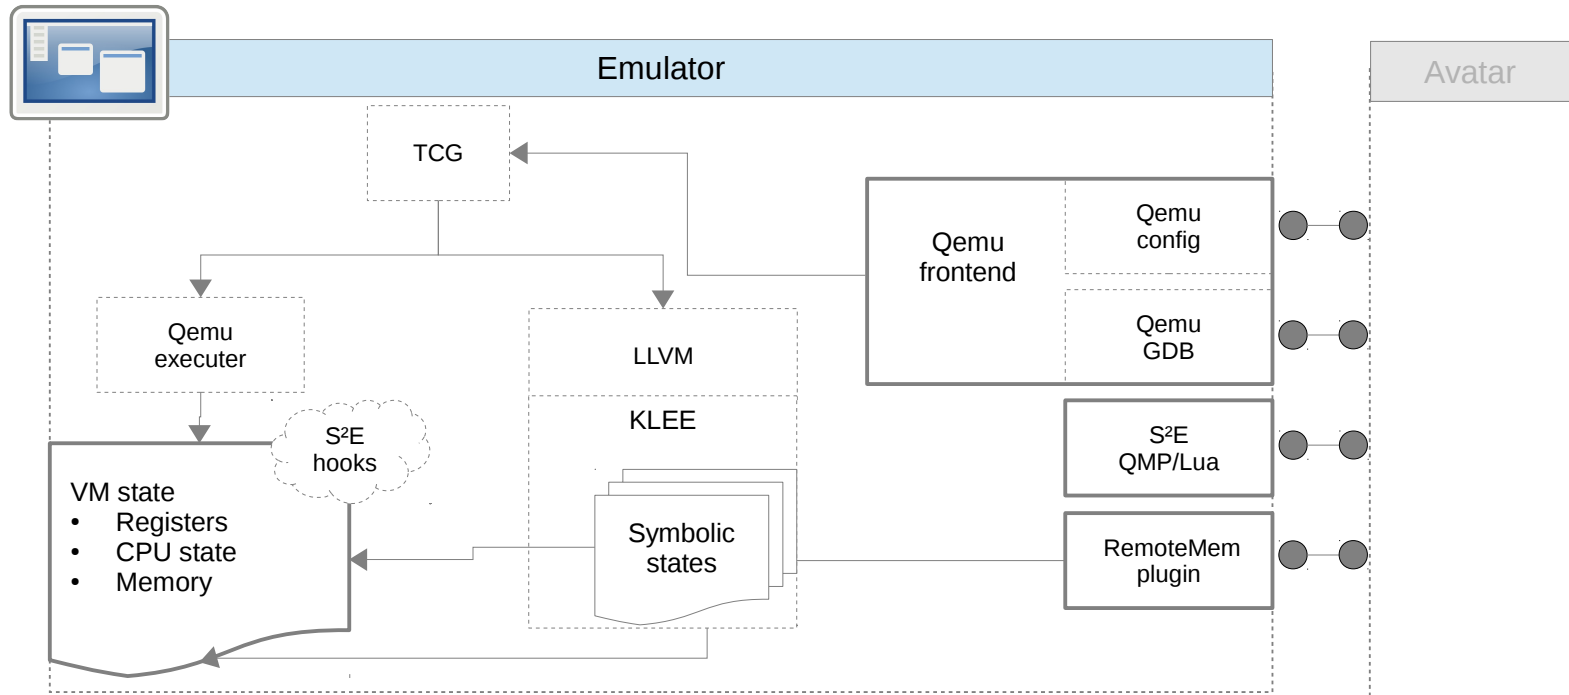 Emulator
Avatar
TCG
Qemu
frontend
Qemu
config
Qemu
GDB
Qemu
executer
LLVM
KLEE
S²E
hooks
S²E
QMP/Lua
VM state
• Registers
• CPU state
• Memory
Symbolic
states
RemoteMem
plugin